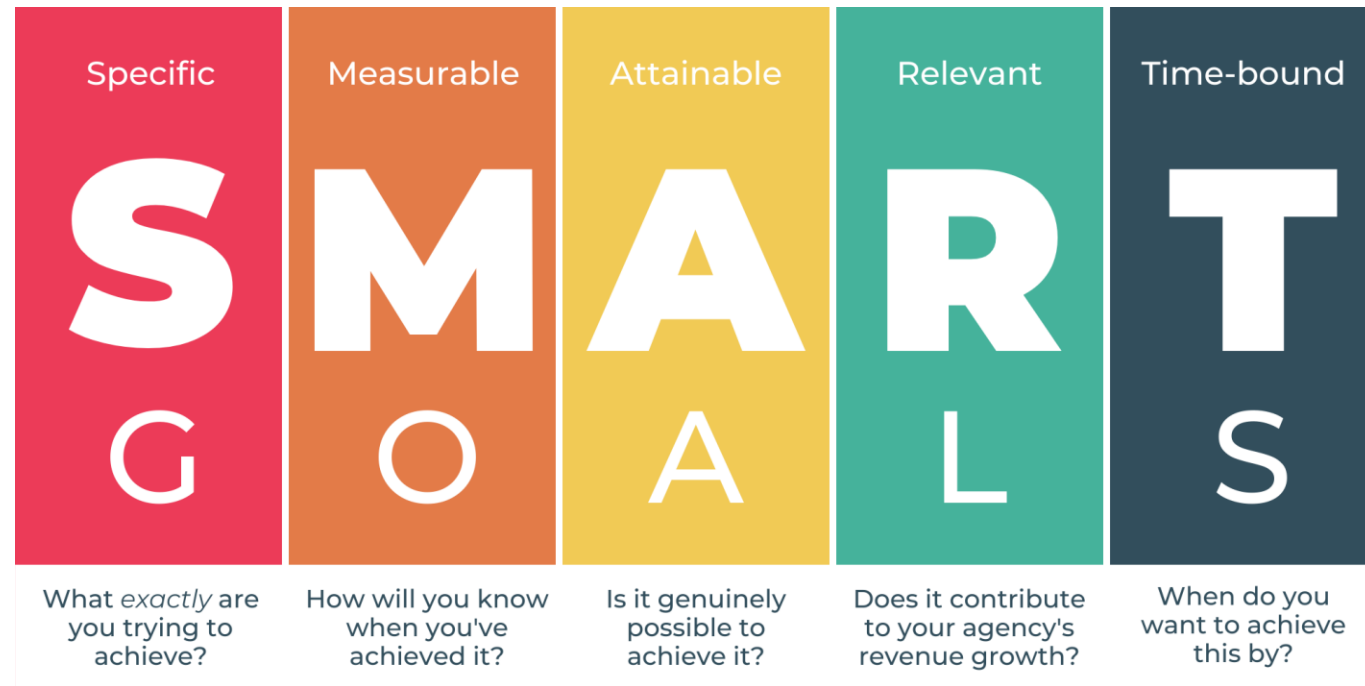 Specific
Measurable
Attainable
Relevant
Time-bound
S
M
A
R
T
G
O
A
L
S
What exactly are
you trying to
achieve?
How will you know
when you've
achieved it?
Is it genuinely
possible to
achieve it?
Does it contribute
to your agency's
revenue growth?
When do you
want to achieve
this by?